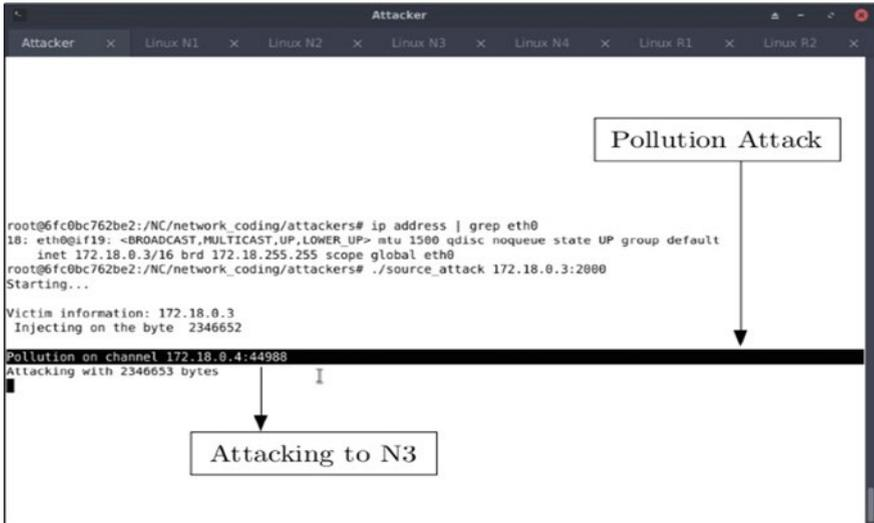 Attacker
Attacker × Linux N1 × Linux N2 × Linux N3 × Linux N4 × Linux R1 × Linux R2 ×
Pollution Attack
root@6fc0bc762be2:/NC/network_coding/attackers# ip address | grep eth0
18: eth0@if19: <BROADCAST,MULTICAST,UP,LOWER_UP> mtu 1500 qdisc noqueue state UP group default
inet 172.18.0.3/16 brd 172.18.255.255 scope global eth0
root@6fc0bc762be2:/NC/network_coding/attackers# ./source_attack 172.18.0.3:2000
Starting...
Victim information: 172.18.0.3
Injecting on the byte 2346652
Pollution on channel 172.18.0.4:44988
Attacking with 2346653 bytes
Attacking to N3